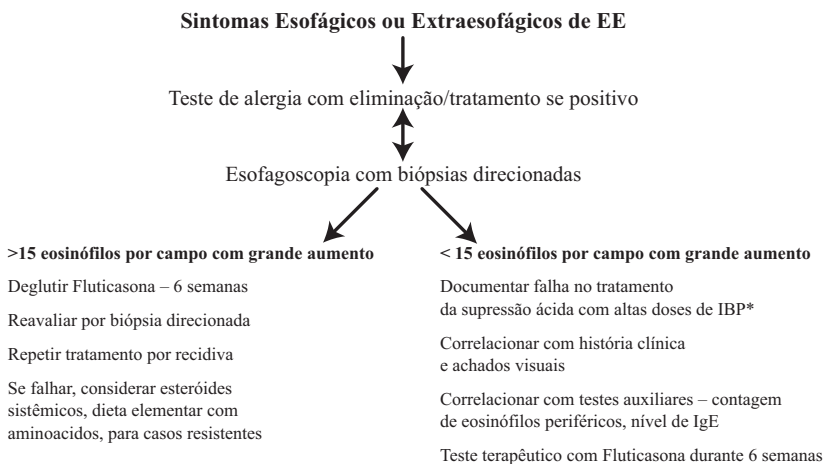 Sintomas Esofágicos ou Extraesofágicos de EE
Teste de alergia com eliminação/tratamento se positivo
Esofagoscopia com biópsias direcionadas
>15 eosinófilos por campo com grande aumento
Deglutir Fluticasona – 6 semanas
Reavaliar por biópsia direcionada
Repetir tratamento por recidiva
Se falhar, considerar esteróides
sistêmicos, dieta elementar com
aminoacidos, para casos resistentes
< 15 eosinófilos por campo com grande aumento
Documentar falha no tratamento
da supressão ácida com altas doses de IBP*
Correlacionar com história clínica
e achados visuais
Correlacionar com testes auxiliares – contagem
de eosinófilos periféricos, nível de IgE
Teste terapêutico com Fluticasona durante 6 semanas